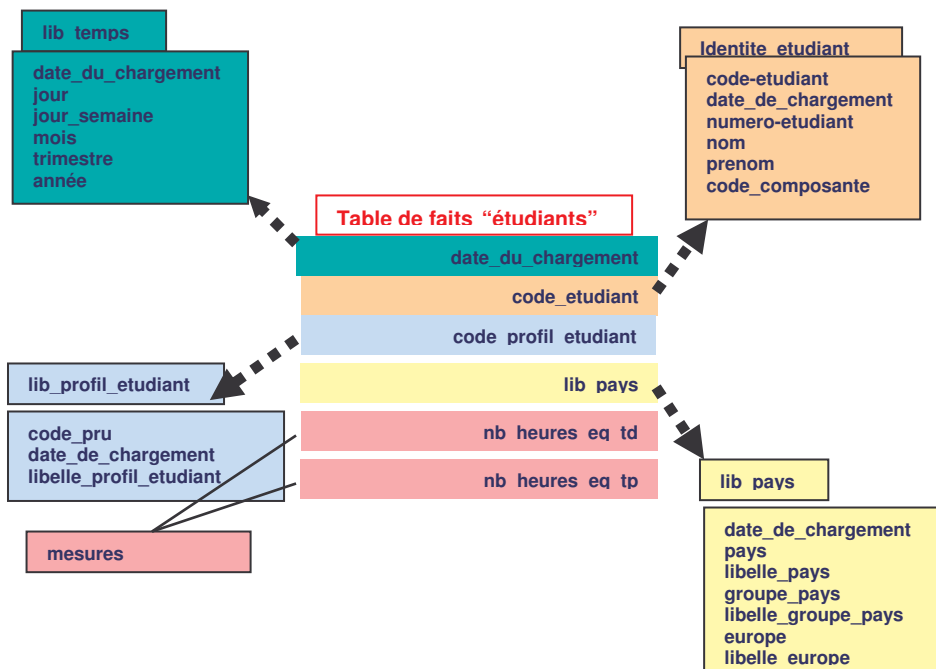 lib_temps
date_du_chargement
jour
jour_semaine
mois
trimestre
année
Identite_etudiant
code-etudiant
date_de_chargement
numero-etudiant
nom
prenom
code_composante
Table de faits “étudiants”
date_du_chargement
code_etudiant
code_profil_etudiant
lib_pays
nb_heures_eq_td
nb_heures_eq_tp
lib_profil_etudiant
code_pru
date_de_chargement
libelle_profil_etudiant
mesures
lib_pays
date_de_chargement
pays
libelle_pays
groupe_pays
libelle_groupe_pays
europe
libelle_europe